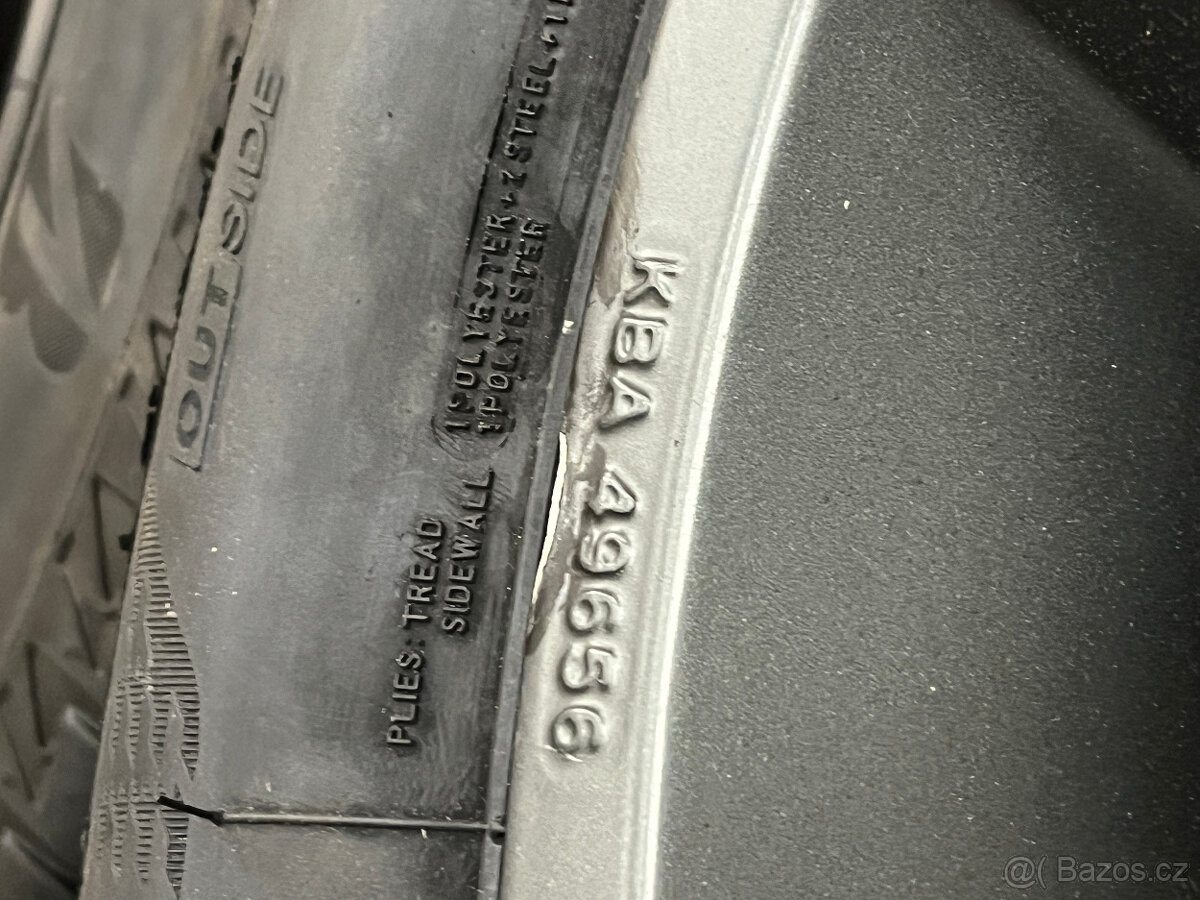 OUTSIDE
PLIES: TREAD (1 POLYESTER + 2 STEEL + 1
SIDEWALL (1 POLYESTER
KBA 49656
@( Bazos.cz